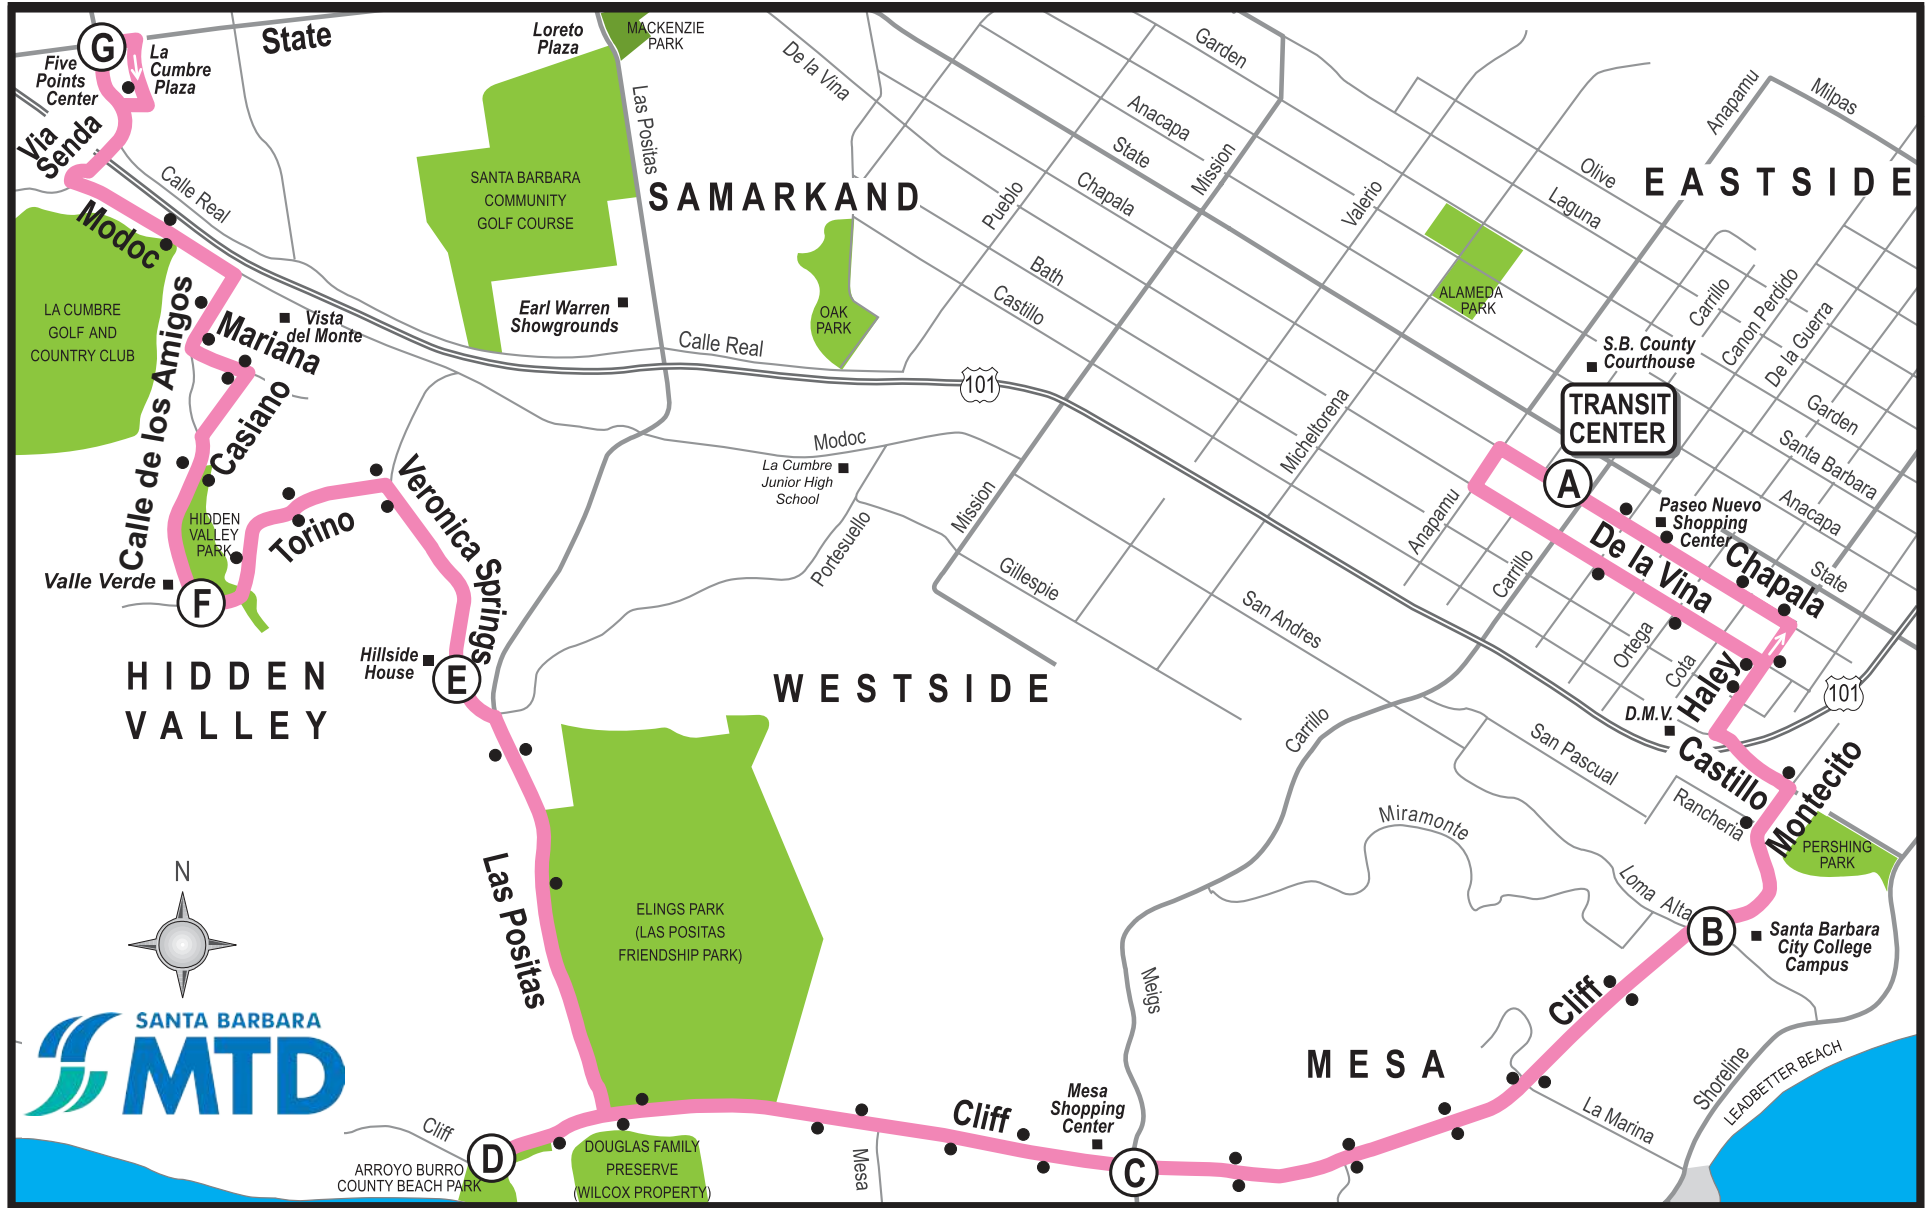 G
State
La
Cumbre
Plaza
Five
Points
Center
Loreto
Plaza
MACKENZIE
PARK
De la Vina
Garden
Anapamu
Milpas
Las Positas
Anacapa
State
Mission
Via
Senda
Calle Real
SANTA BARBARA
COMMUNITY
GOLF COURSE
SAMARKAND
Pueblo
Chapala
Valerio
Olive
Laguna
EASTSIDE
Modoc
Bath
Castillo
ALAMEDA
PARK
Carrillo
Canon Perdido
De la Guerra
LA CUMBRE
GOLF AND
COUNTRY CLUB
Calle de los Amigos
Mariana
Vista
del Monte
Earl Warren
Showgrounds
OAK
PARK
Calle Real
101
S.B. County
Courthouse
TRANSIT
CENTER
Casiano
Micheltorena
Garden
Santa Barbara
Anacapa
Modoc
La Cumbre
Junior High
School
Mission
Anapamu
A
Paseo Nuevo
Shopping
Center
State
HIDDEN
VALLEY
PARK
Torino
Veronica Springs
Portesuello
Carrillo
De la Vina
Chapala
Valle Verde
F
Gillespie
San Andres
Ortega
Cota
Haley
101
Hillside
House
E
HIDDEN
VALLEY
WESTSIDE
Carrillo
D.M.V.
San Pascual
Castillo
Montecito
Rancheria
Miramonte
PERSHING
PARK
Las Positas
N
ELINGS PARK
(LAS POSITAS
FRIENDSHIP PARK)
Loma Alta
B
Santa Barbara
City College
Campus
Meigs
Cliff
SANTA BARBARA
MTD
MESA
Shoreline
LEADBETTER BEACH
Mesa
Shopping
Center
Cliff
La Marina
Cliff
D
C
Mesa
ARROYO BURRO
COUNTY BEACH PARK
DOUGLAS FAMILY
PRESERVE
(WILCOX PROPERTY)